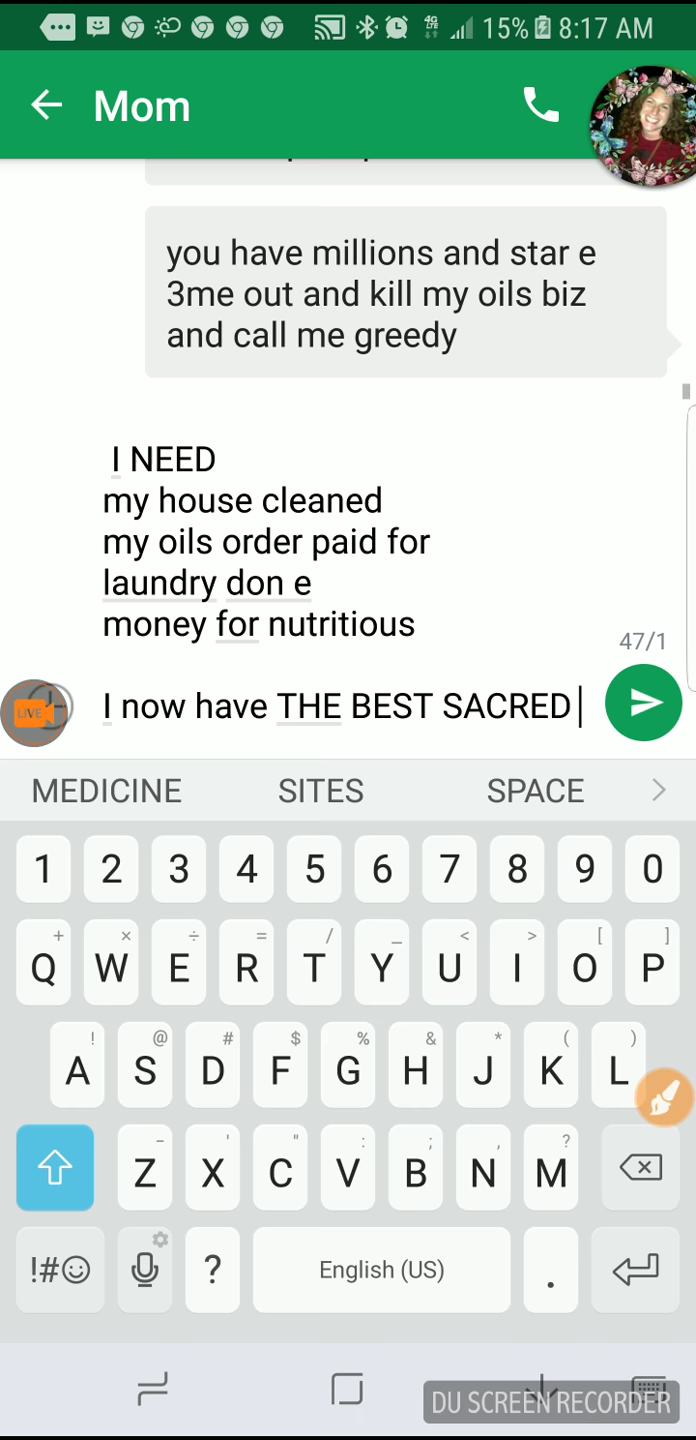 15% 8:17 AM
Mom
you have millions and star e
3me out and kill my oils biz
and call me greedy
I NEED
my house cleaned
my oils order paid for
laundry don e
money for nutritious
47/1
LIVE
I now have THE BEST SACRED
MEDICINE SITES SPACE
1 2 3 4 5 6 7 8 9 0
+ × ÷ = / _ < > [ ]
Q W E R T Y U I O P
! @ # $ % & * ( )
A S D F G H J K L
- ' " : ; , ?
Z X C V B N M
!#☺ ? English (US) .
DU SCREEN RECORDER